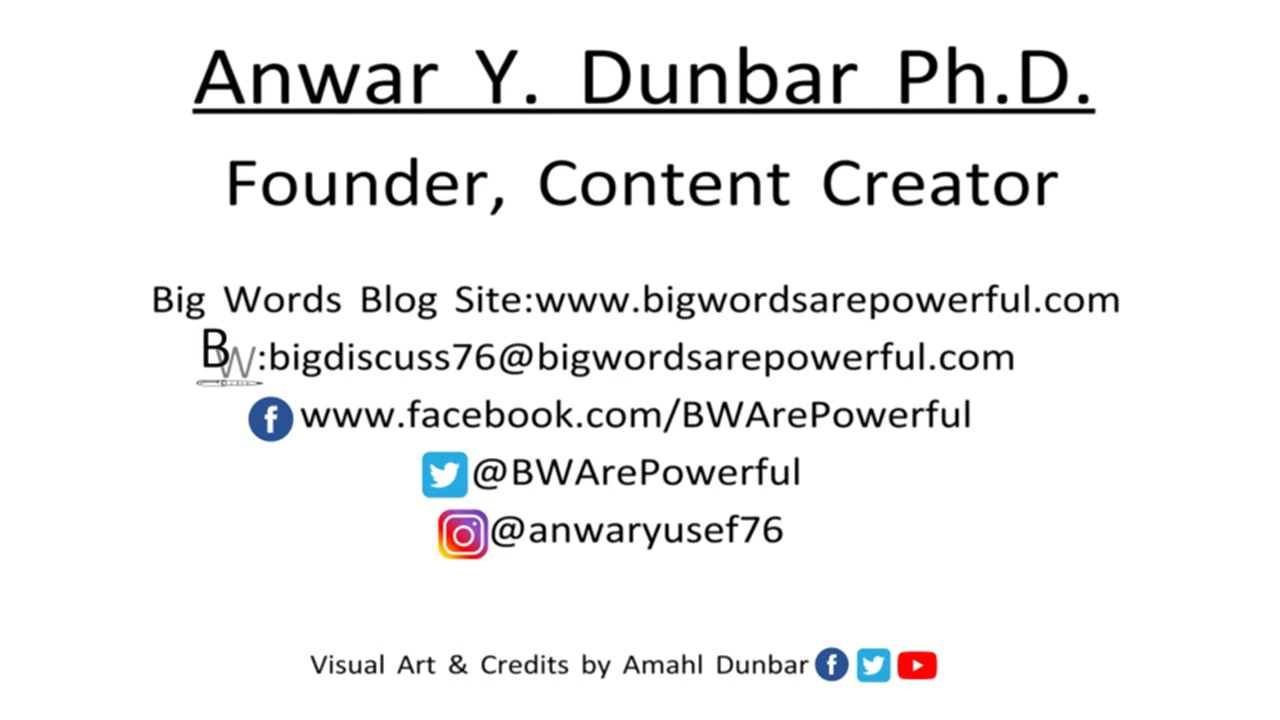 Anwar Y. Dunbar Ph.D.
Founder, Content Creator
Big Words Blog Site:www.bigwordsarepowerful.com
BW:bigdiscuss76@bigwordsarepowerful.com
www.facebook.com/BWArePowerful
@BWArePowerful
@anwaryusef76
Visual Art & Credits by Amahl Dunbar